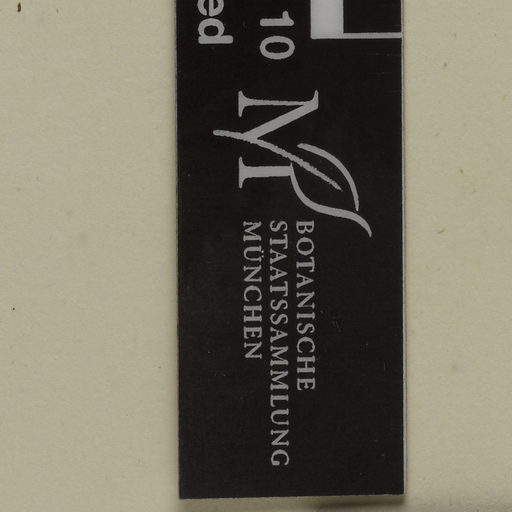 10
ed
BOTANISCHE
STAATSSAMMLUNG
MÜNCHEN